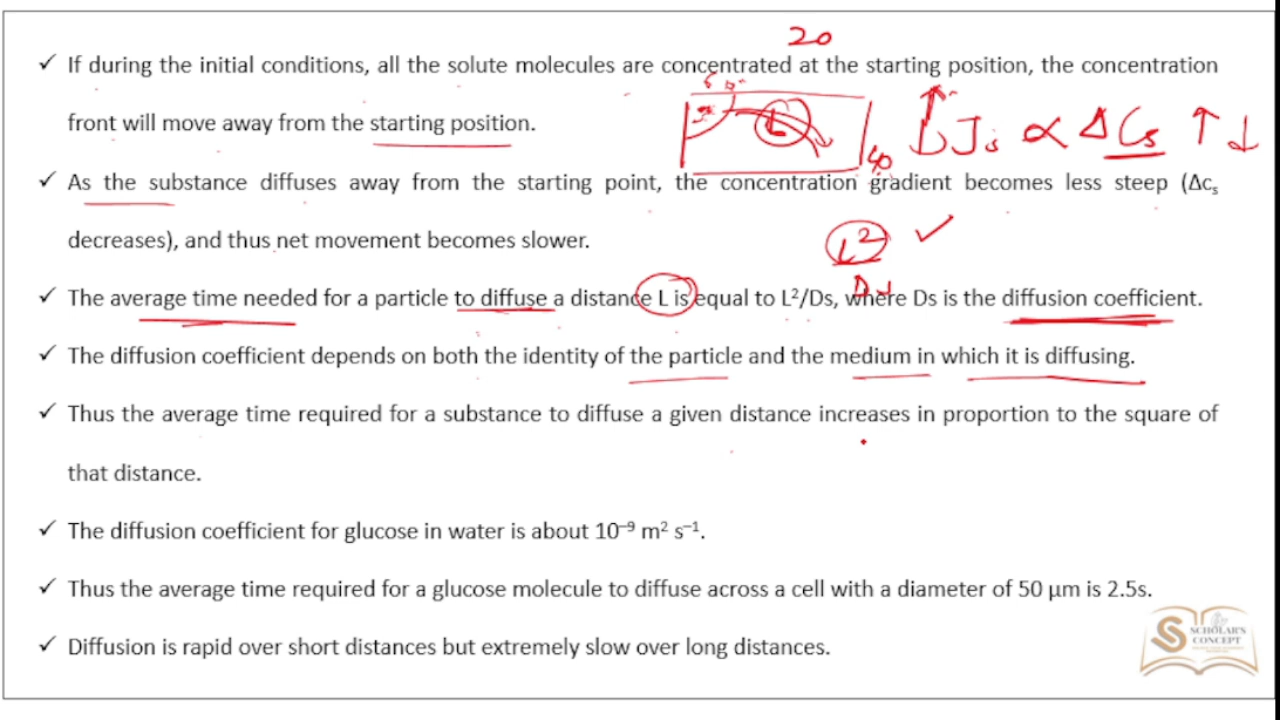 20
✓ If during the initial conditions, all the solute molecules are concentrated at the starting position, the concentration
front will move away from the starting position.
J ∝ Δ Cs ↑ ↓
40
✓ As the substance diffuses away from the starting point, the concentration gradient becomes less steep (Δcs
decreases), and thus net movement becomes slower.
L² ✓
Ds
✓ The average time needed for a particle to diffuse a distance L is equal to L²/Ds, where Ds is the diffusion coefficient.
✓ The diffusion coefficient depends on both the identity of the particle and the medium in which it is diffusing.
✓ Thus the average time required for a substance to diffuse a given distance increases in proportion to the square of
that distance.
✓ The diffusion coefficient for glucose in water is about 10⁻⁹ m² s⁻¹.
✓ Thus the average time required for a glucose molecule to diffuse across a cell with a diameter of 50 µm is 2.5s.
✓ Diffusion is rapid over short distances but extremely slow over long distances.
SCHOLAR'S
CONCEPT